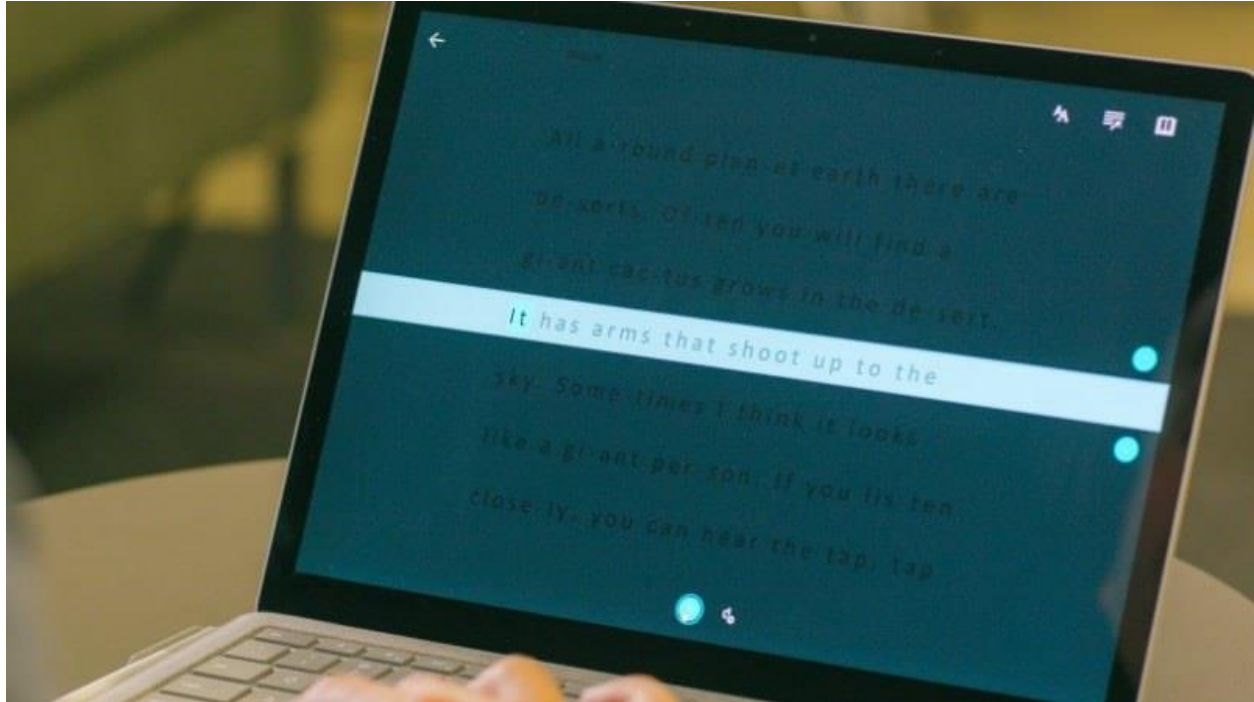 All a·round plan·et earth there are
de·serts. Of·ten you will find a
gi·ant cac·tus grows in the de·sert.
It has arms that shoot up to the
sky. Some·times I think it looks
like a gi·ant per·son. If you lis·ten
close·ly, you can hear the tap, tap